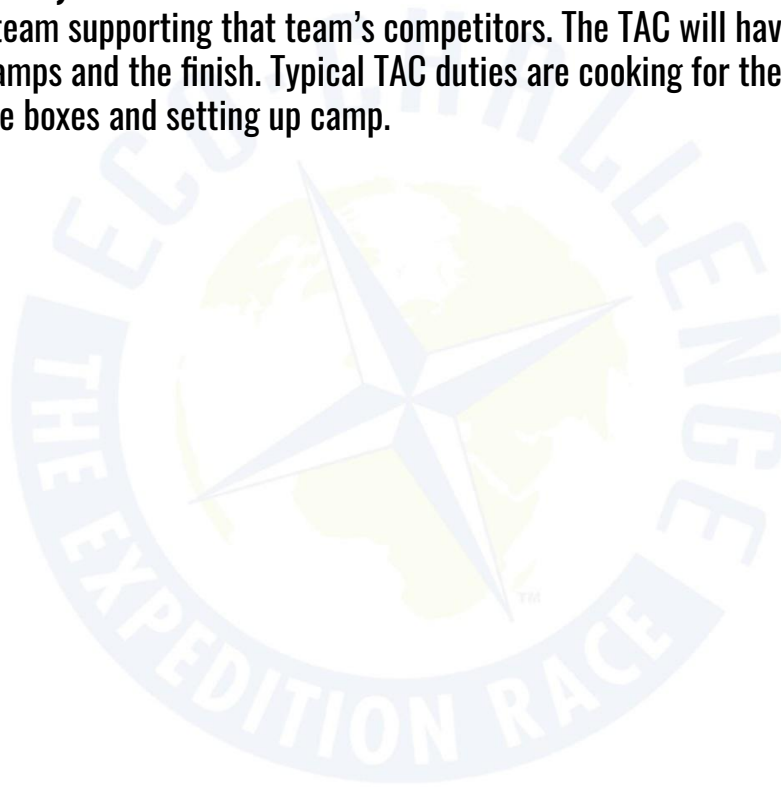 team supporting that team's competitors. The TAC will hav
amps and the finish. Typical TAC duties are cooking for the
e boxes and setting up camp.
ECO-CHALLENGE
THE EXPEDITION RACE
TM